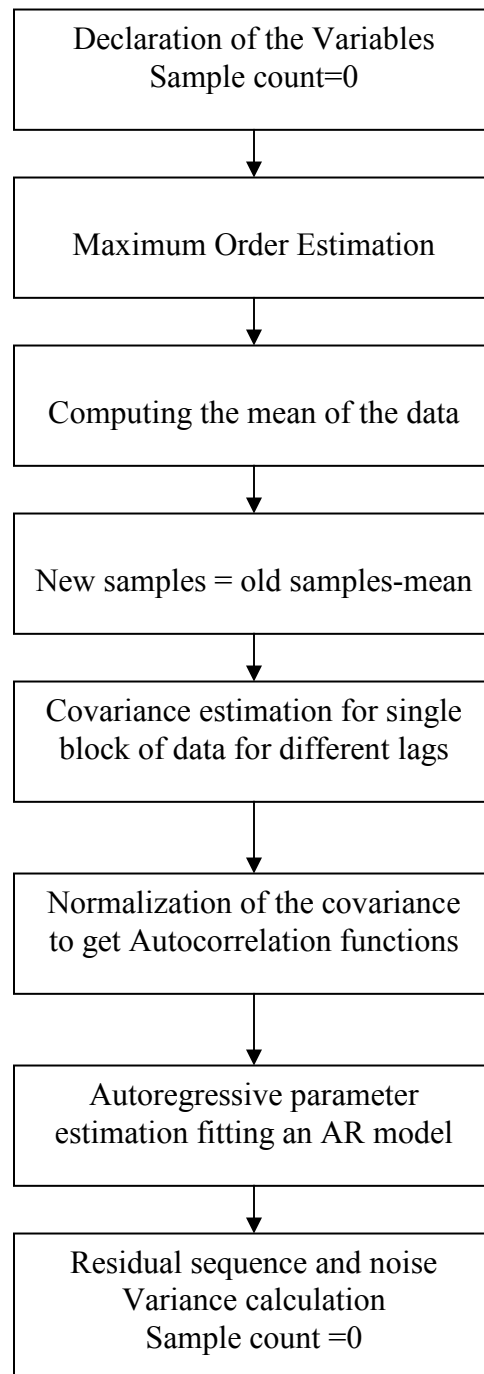 Declaration of the Variables
Sample count=0
Maximum Order Estimation
Computing the mean of the data
New samples = old samples-mean
Covariance estimation for single
block of data for different lags
Normalization of the covariance
to get Autocorrelation functions
Autoregressive parameter
estimation fitting an AR model
Residual sequence and noise
Variance calculation
Sample count =0